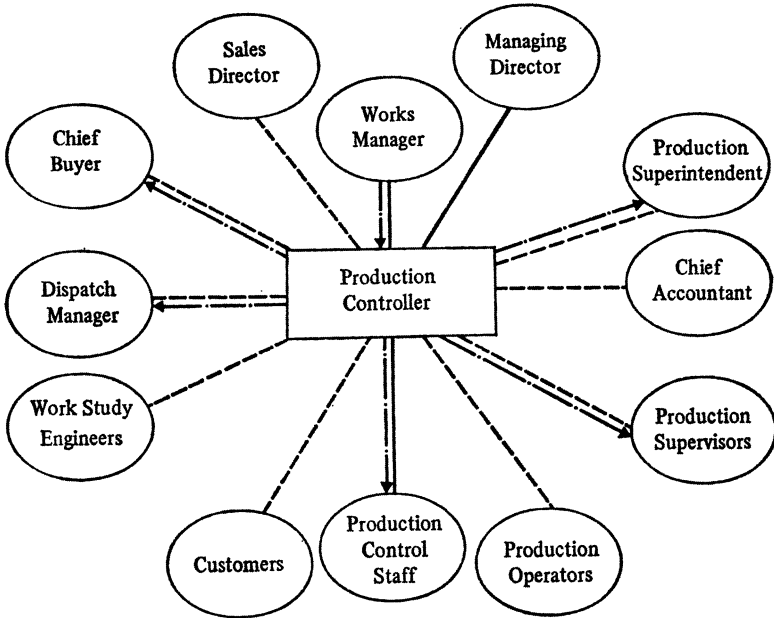 Sales
Director
Managing
Director
Works
Manager
Chief
Buyer
Production
Superintendent
Production
Controller
Dispatch
Manager
Chief
Accountant
Work Study
Engineers
Production
Supervisors
Customers
Production
Control
Staff
Production
Operators